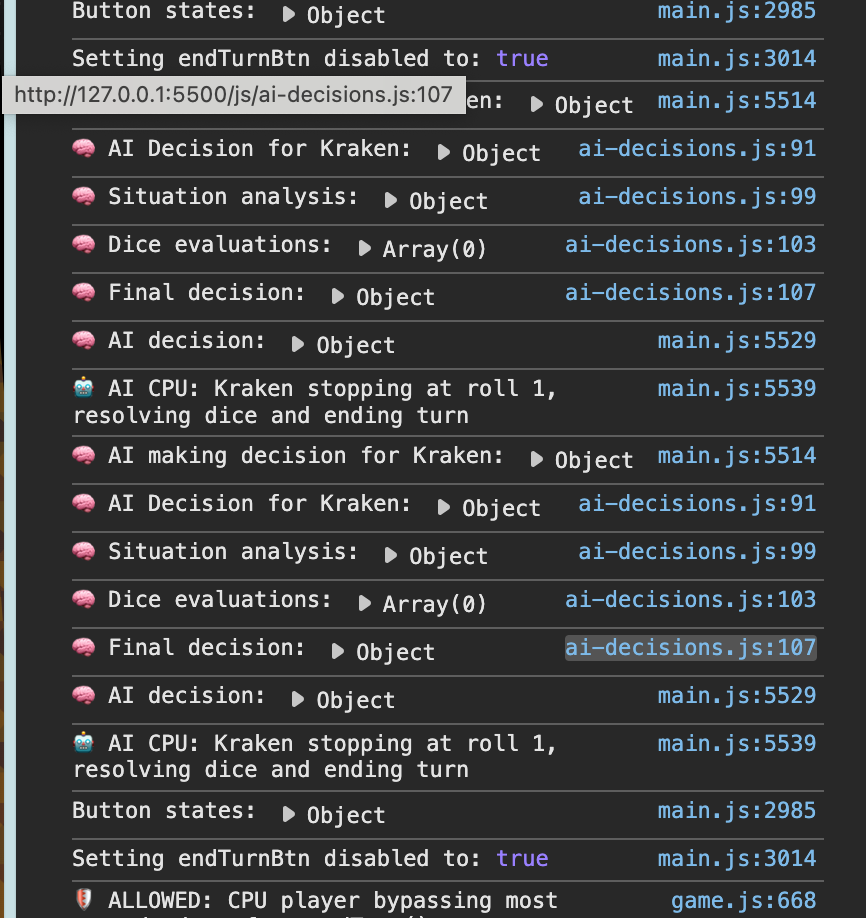 Button states: ▶ Object main.js:2985
Setting endTurnBtn disabled to: true main.js:3014
http://127.0.0.1:5500/js/ai-decisions.js:107
en: ▶ Object main.js:5514
🧠 AI Decision for Kraken: ▶ Object ai-decisions.js:91
🧠 Situation analysis: ▶ Object ai-decisions.js:99
🧠 Dice evaluations: ▶ Array(0) ai-decisions.js:103
🧠 Final decision: ▶ Object ai-decisions.js:107
🧠 AI decision: ▶ Object main.js:5529
🤖 AI CPU: Kraken stopping at roll 1, main.js:5539
resolving dice and ending turn
🧠 AI making decision for Kraken: ▶ Object main.js:5514
🧠 AI Decision for Kraken: ▶ Object ai-decisions.js:91
🧠 Situation analysis: ▶ Object ai-decisions.js:99
🧠 Dice evaluations: ▶ Array(0) ai-decisions.js:103
🧠 Final decision: ▶ Object ai-decisions.js:107
🧠 AI decision: ▶ Object main.js:5529
🤖 AI CPU: Kraken stopping at roll 1, main.js:5539
resolving dice and ending turn
Button states: ▶ Object main.js:2985
Setting endTurnBtn disabled to: true main.js:3014
🛡️ ALLOWED: CPU player bypassing most game.js:668